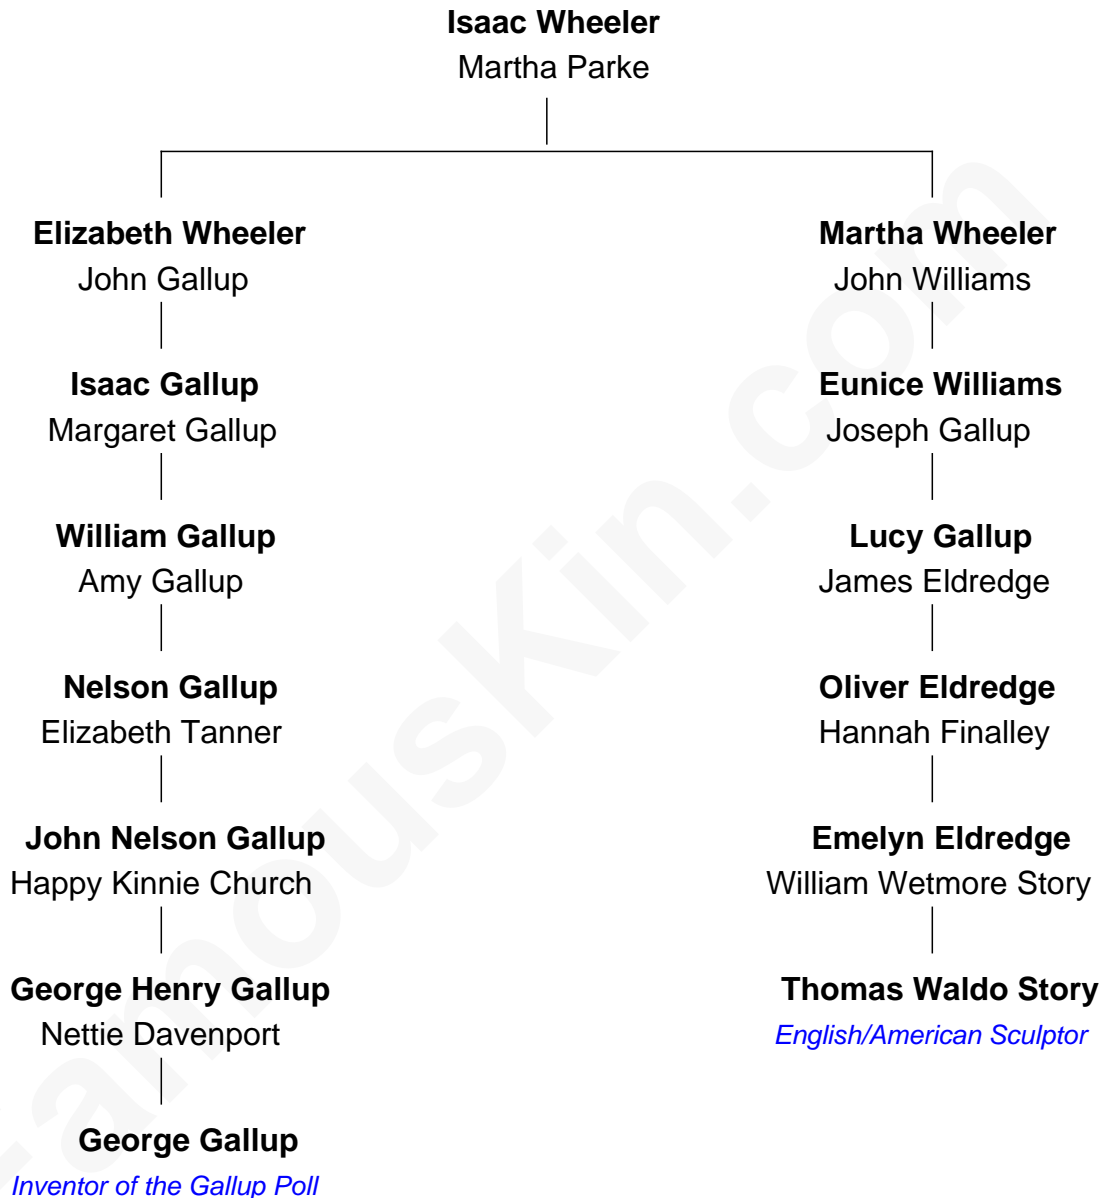 Isaac Wheeler
Martha Parke
Elizabeth Wheeler
John Gallup
Martha Wheeler
John Williams
Isaac Gallup
Margaret Gallup
Eunice Williams
Joseph Gallup
William Gallup
Amy Gallup
Lucy Gallup
James Eldredge
Nelson Gallup
Elizabeth Tanner
Oliver Eldredge
Hannah Finalley
John Nelson Gallup
Happy Kinnie Church
Emelyn Eldredge
William Wetmore Story
George Henry Gallup
Nettie Davenport
Thomas Waldo Story
English/American Sculptor
George Gallup
Inventor of the Gallup Poll
FamousKin.com